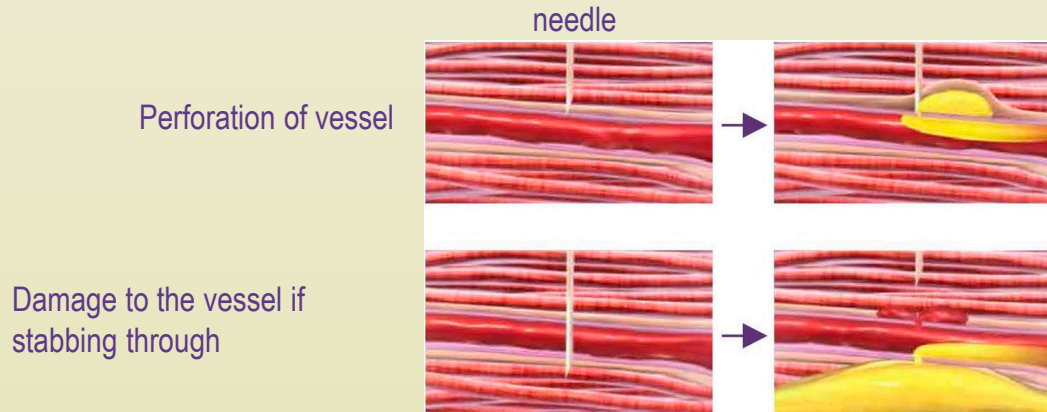 needle
Perforation of vessel
Damage to the vessel if
stabbing through